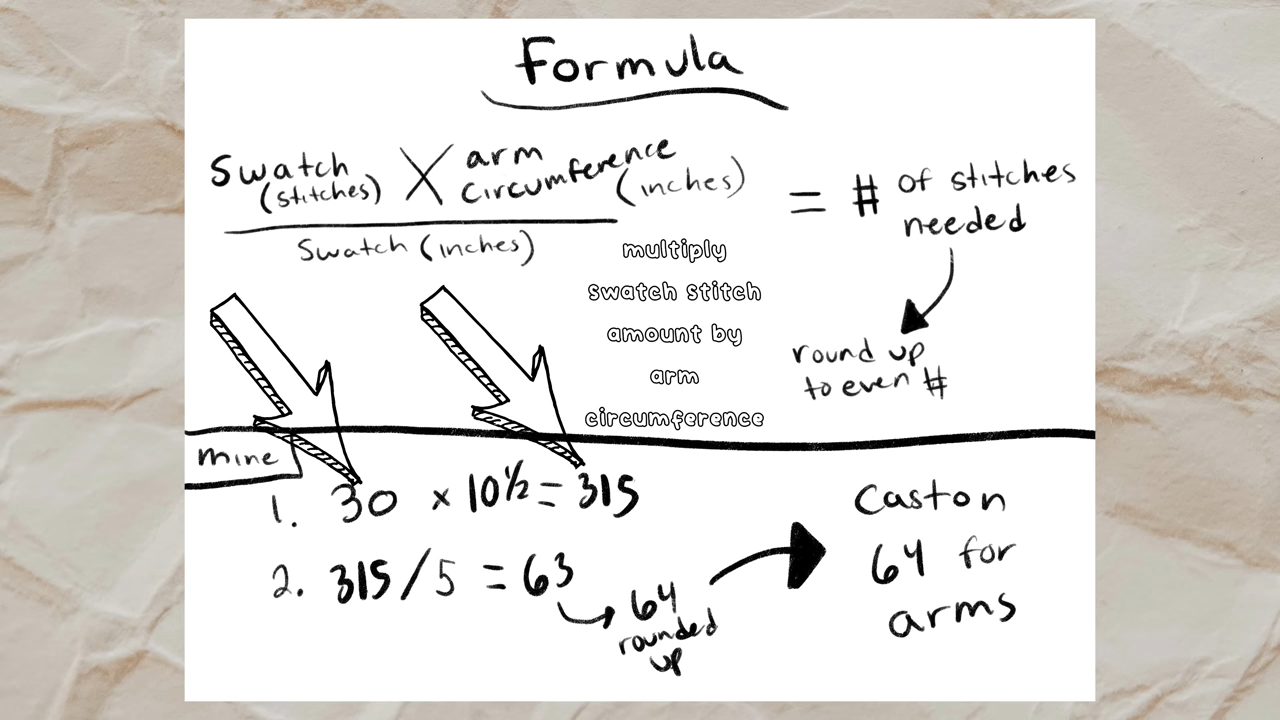 Formula
Swatch (stitches) X arm circumference (inches)
Swatch (inches)
= # of stitches needed
round up
to even #
multiply
swatch stitch
amount by
arm
circumference
mine
1. 30 x 10 1/2 = 315
2. 315 / 5 = 63
64
rounded
up
Caston
64 for
arms